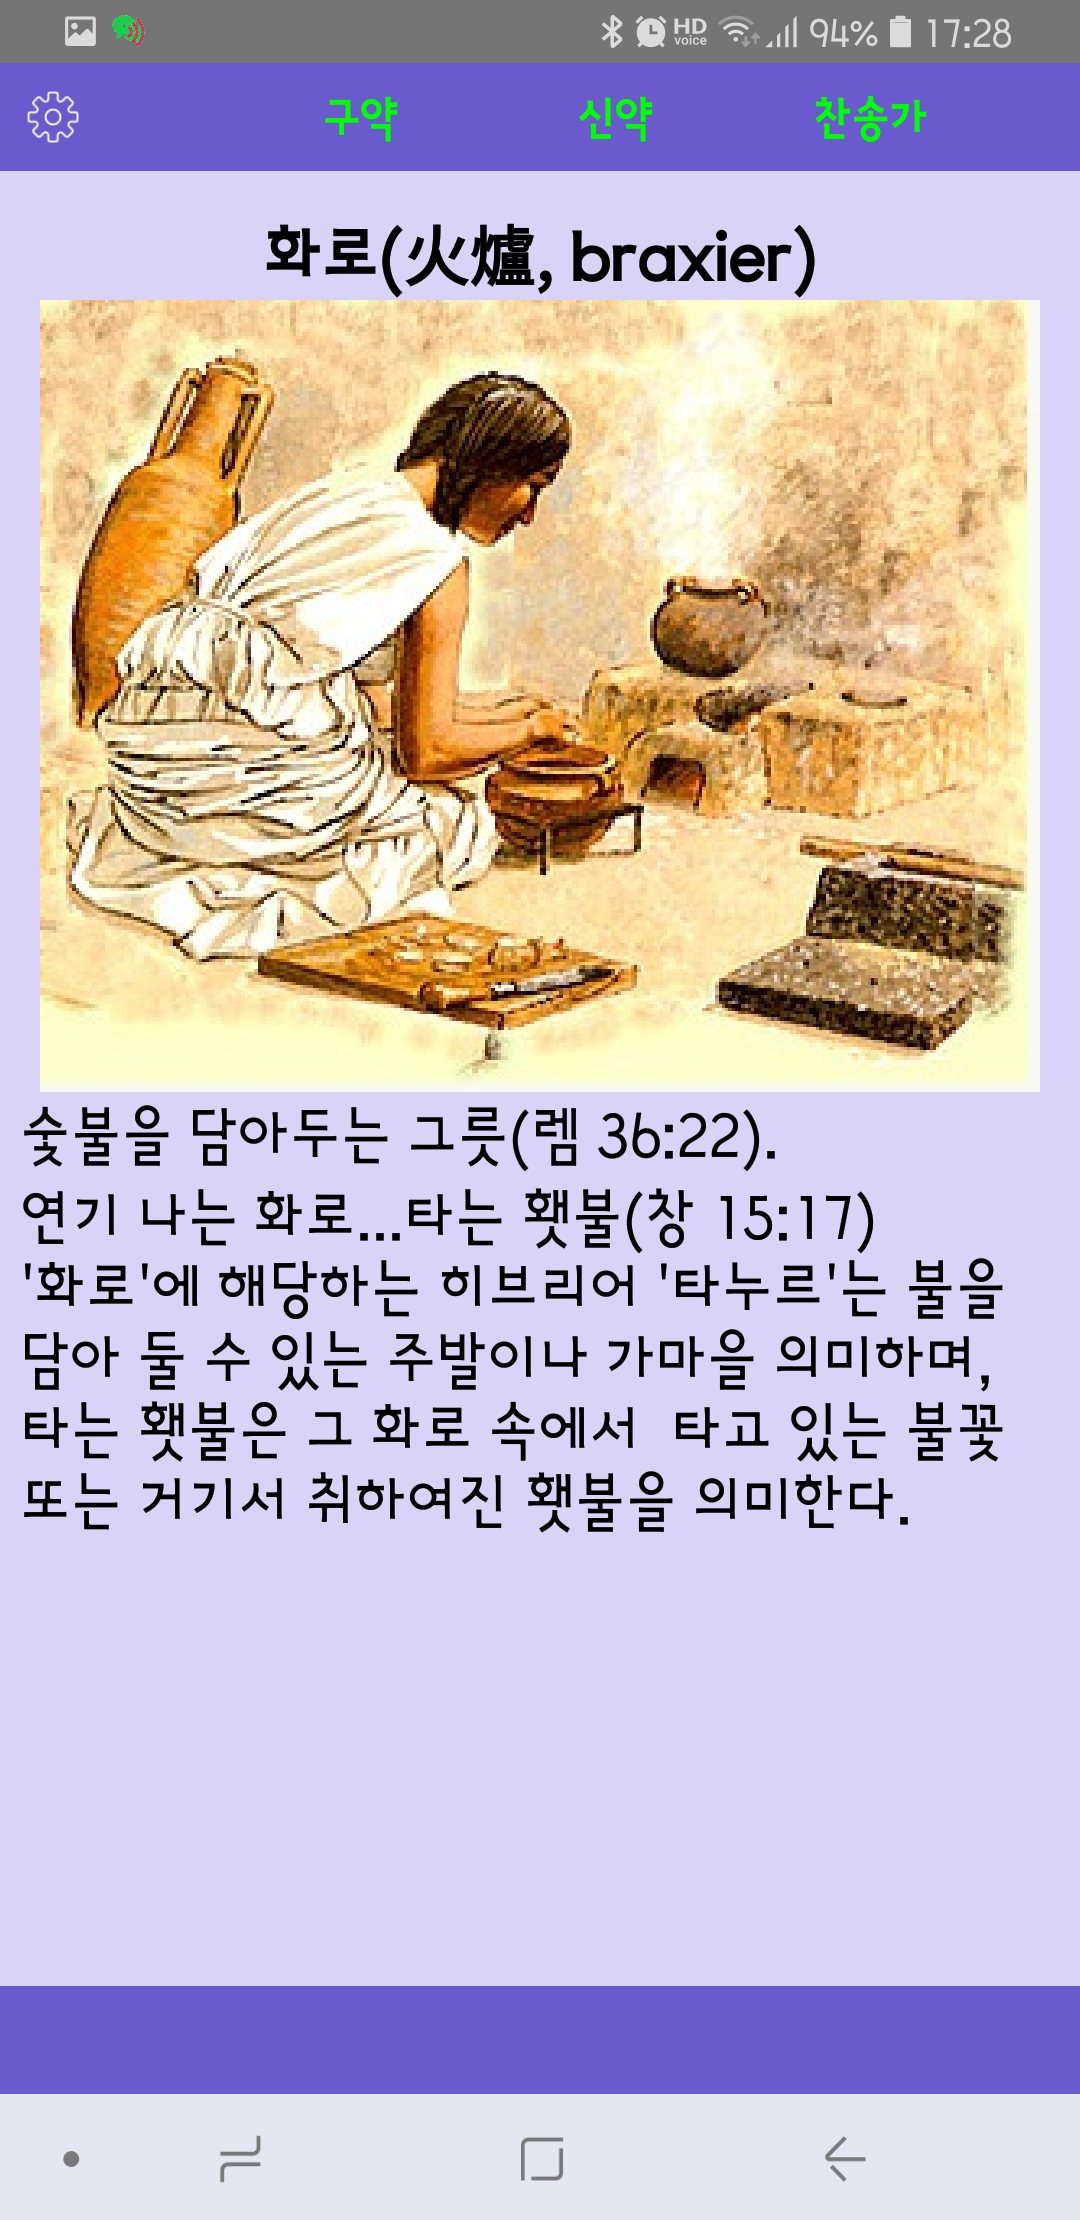 94% 17:28
HD voice
구약 신약 찬송가
화로(火爐, braxier)
숯불을 담아두는 그릇(렘 36:22).
연기 나는 화로...타는 횃불(창 15:17)
'화로'에 해당하는 히브리어 '타누르'는 불을
담아 둘 수 있는 주발이나 가마을 의미하며,
타는 횃불은 그 화로 속에서 타고 있는 불꽃
또는 거기서 취하여진 횃불을 의미한다.